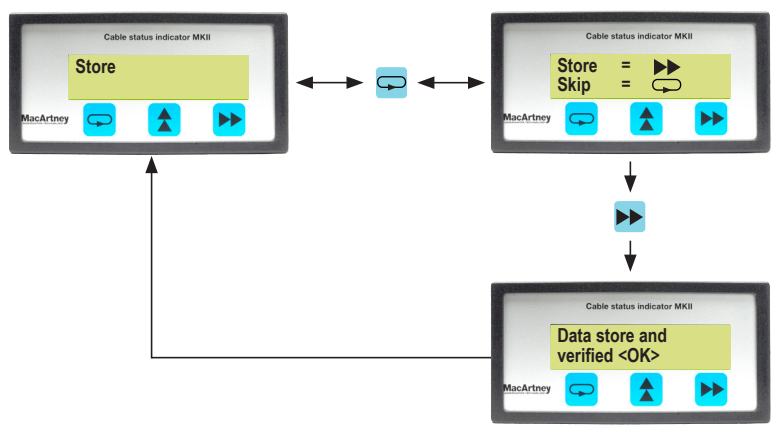 Cable status indicator MKII
Store
MacArtney
Cable status indicator MKII
Store =
Skip =
MacArtney
Cable status indicator MKII
Data store and
verified <OK>
MacArtney